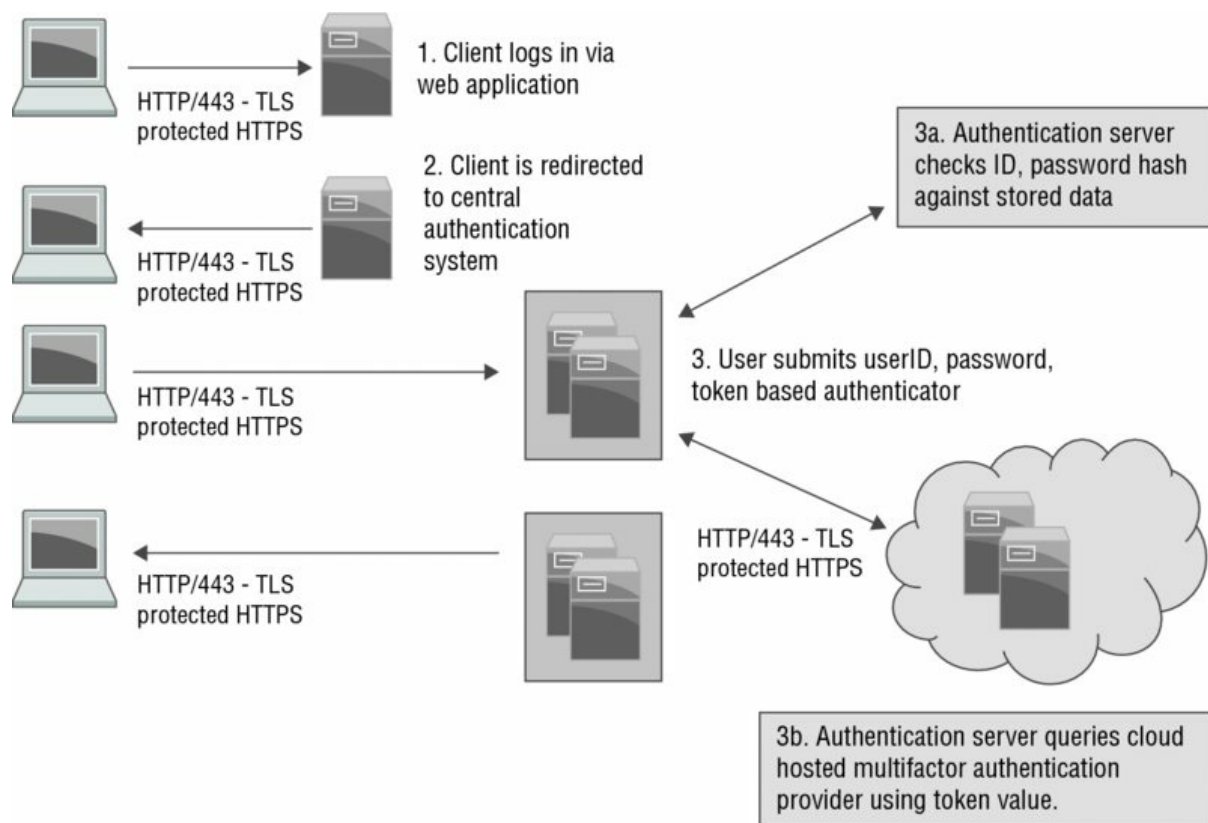 1. Client logs in via
web application
HTTP/443 - TLS
protected HTTPS
2. Client is redirected
to central
authentication
system
HTTP/443 - TLS
protected HTTPS
3a. Authentication server
checks ID, password hash
against stored data
3. User submits userID, password,
token based authenticator
HTTP/443 - TLS
protected HTTPS
HTTP/443 - TLS
protected HTTPS
HTTP/443 - TLS
protected HTTPS
3b. Authentication server queries cloud
hosted multifactor authentication
provider using token value.